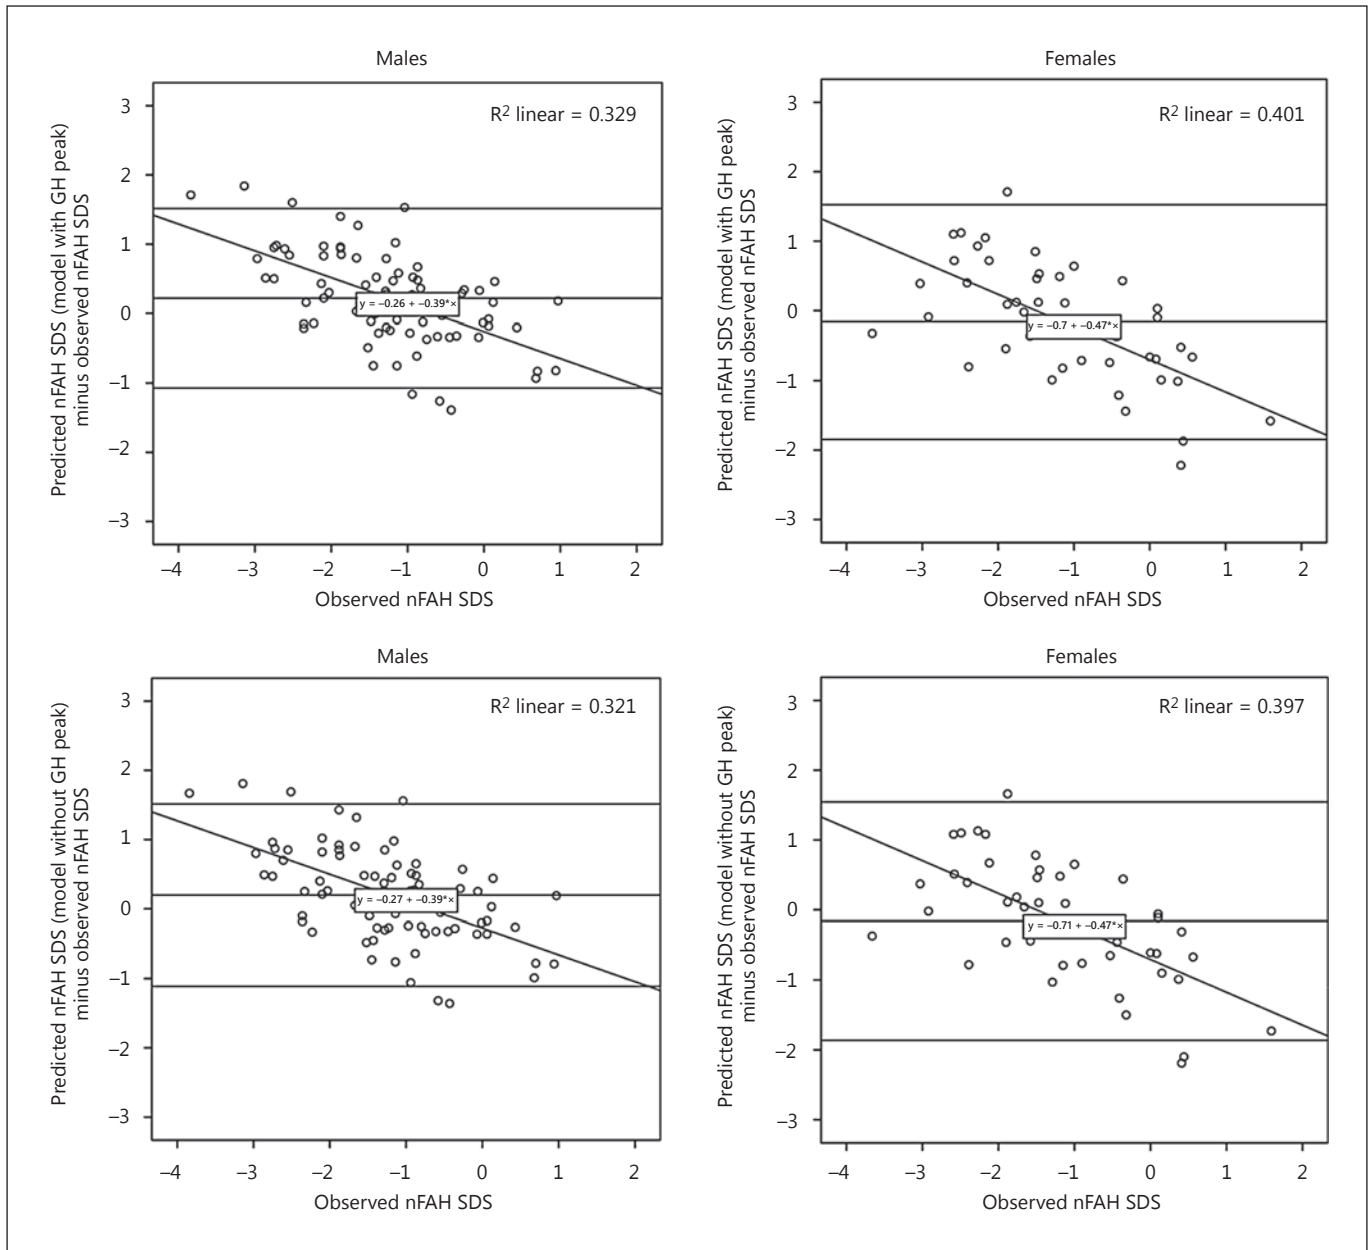 Males
R² linear = 0.329
Predicted nFAH SDS (model with GH peak)
minus observed nFAH SDS
3
2
1
0
–1
–2
–3
y = –0.26 + –0.39*×
–4 –3 –2 –1 0 1 2
Observed nFAH SDS
Females
R² linear = 0.401
Predicted nFAH SDS (model with GH peak)
minus observed nFAH SDS
3
2
1
0
–1
–2
–3
y = –0.7 + –0.47*×
–4 –3 –2 –1 0 1 2
Observed nFAH SDS
Males
R² linear = 0.321
Predicted nFAH SDS (model without GH peak)
minus observed nFAH SDS
3
2
1
0
–1
–2
–3
y = –0.27 + –0.39*×
–4 –3 –2 –1 0 1 2
Observed nFAH SDS
Females
R² linear = 0.397
Predicted nFAH SDS (model without GH peak)
minus observed nFAH SDS
3
2
1
0
–1
–2
–3
y = –0.71 + –0.47*×
–4 –3 –2 –1 0 1 2
Observed nFAH SDS